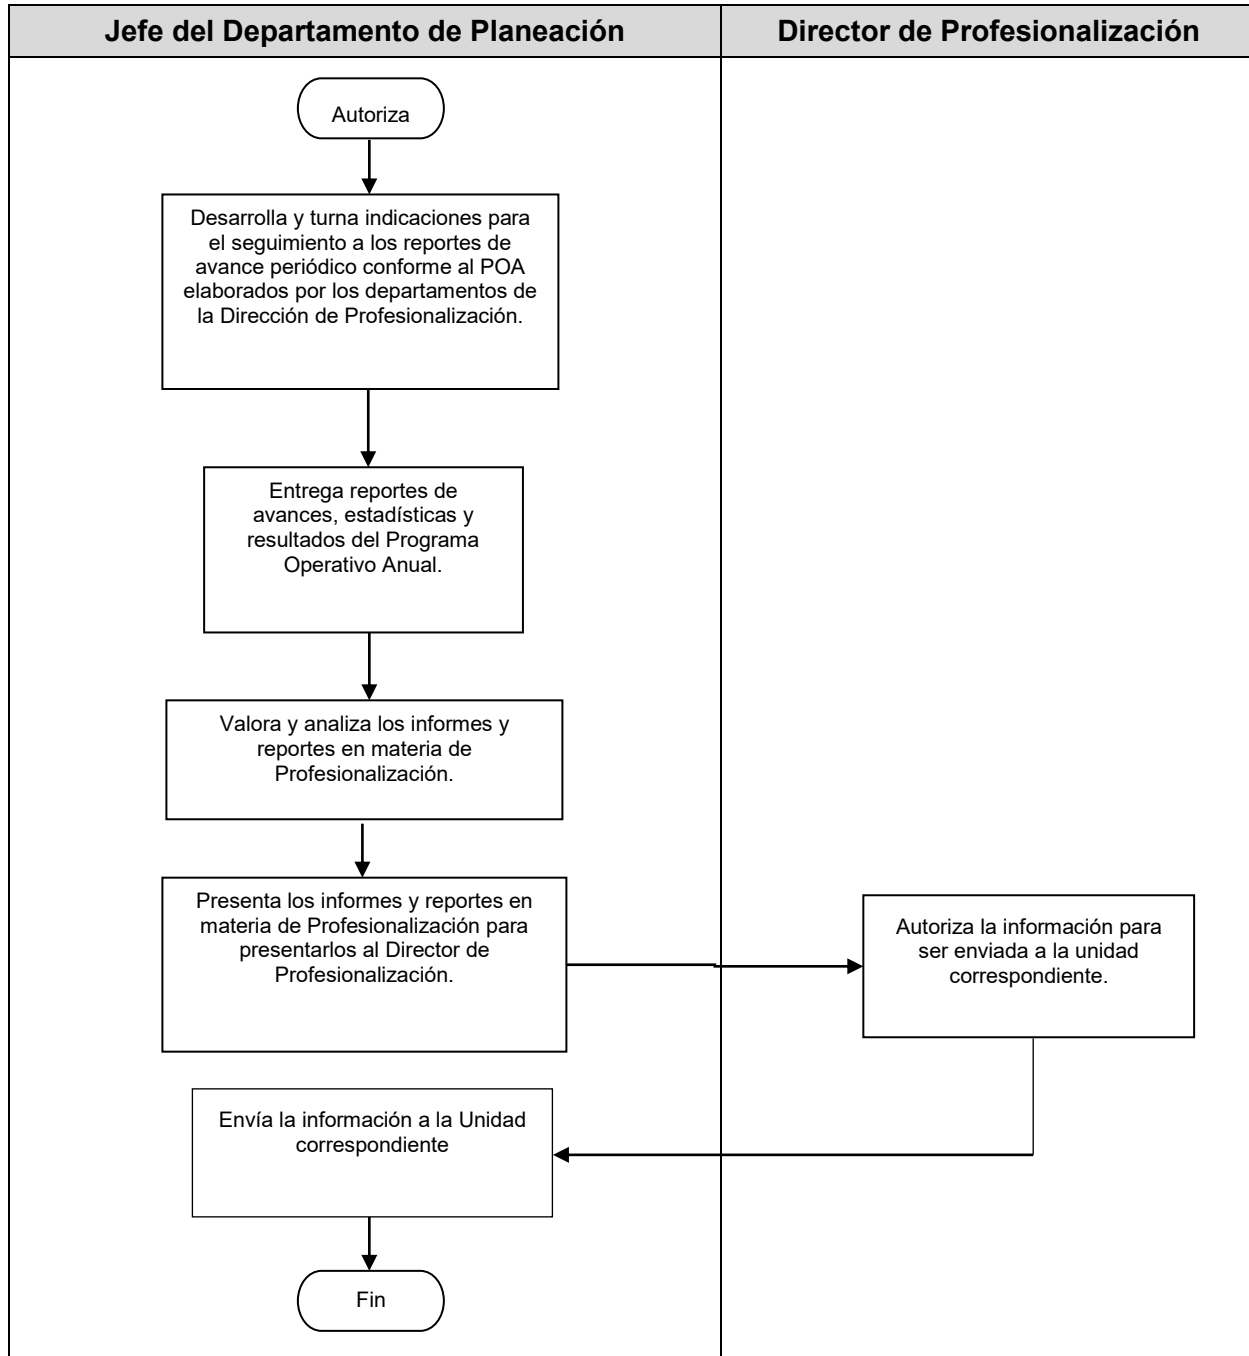 Jefe del Departamento de Planeación
Director de Profesionalización
Autoriza
Desarrolla y turna indicaciones para
el seguimiento a los reportes de
avance periódico conforme al POA
elaborados por los departamentos de
la Dirección de Profesionalización.
Entrega reportes de
avances, estadísticas y
resultados del Programa
Operativo Anual.
Valora y analiza los informes y
reportes en materia de
Profesionalización.
Presenta los informes y reportes en
materia de Profesionalización para
presentarlos al Director de
Profesionalización.
Autoriza la información para
ser enviada a la unidad
correspondiente.
Envía la información a la Unidad
correspondiente
Fin